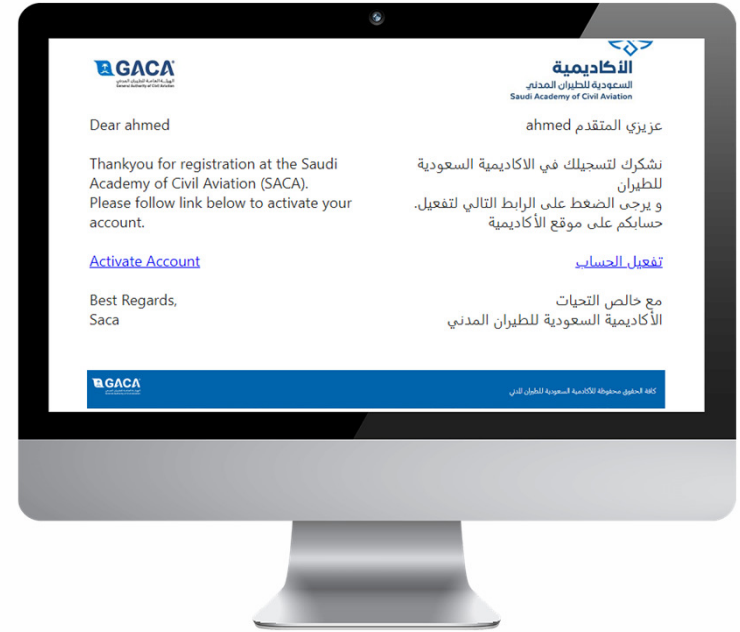 GACA
الهيئة العامة للطيران المدني
General Authority of Civil Aviation
الأكاديمية
السعودية للطيران المدني
Saudi Academy of Civil Aviation
Dear ahmed
Thankyou for registration at the Saudi
Academy of Civil Aviation (SACA).
Please follow link below to activate your
account.
Activate Account
Best Regards,
Saca
عزيزي المتقدم ahmed
نشكرك لتسجيلك في الاكاديمية السعودية
للطيران
و يرجى الضغط على الرابط التالي لتفعيل.
حسابكم على موقع الأكاديمية
تفعيل الحساب
مع خالص التحيات
الأكاديمية السعودية للطيران المدني
GACA
كافة الحقوق محفوظة للأكادمية السعودية للطيران المدني